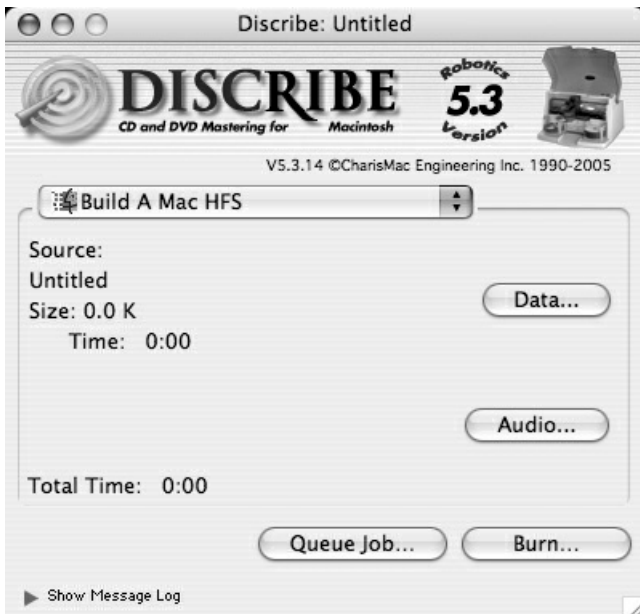 Discribe: Untitled
DISCRIBE
CD and DVD Mastering for Macintosh
Robotics
5.3
Version
V5.3.14 ©CharisMac Engineering Inc. 1990-2005
Build A Mac HFS
Source:
Untitled
Size: 0.0 K
Data...
Time: 0:00
Audio...
Total Time: 0:00
Queue Job... Burn...
Show Message Log